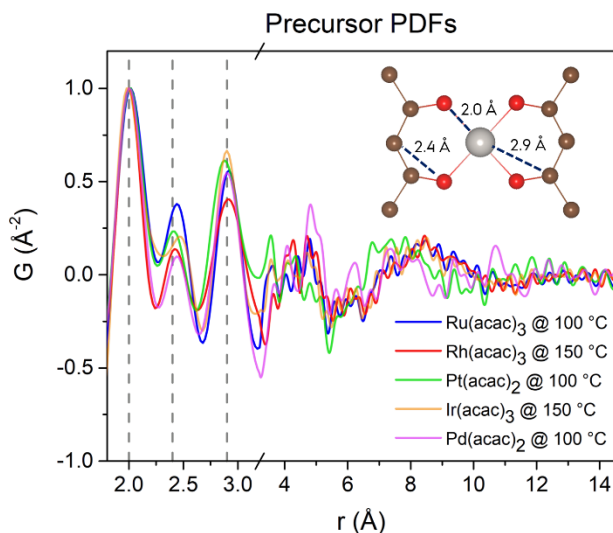 Precursor PDFs
G (Å⁻²)
1.0
0.5
0.0
-0.5
-1.0
2.0 Å
2.4 Å
2.9 Å
Ru(acac)₃ @ 100 °C
Rh(acac)₃ @ 150 °C
Pt(acac)₂ @ 100 °C
Ir(acac)₃ @ 150 °C
Pd(acac)₂ @ 100 °C
2.0 2.5 3.0 4 6 8 10 12 14
r (Å)